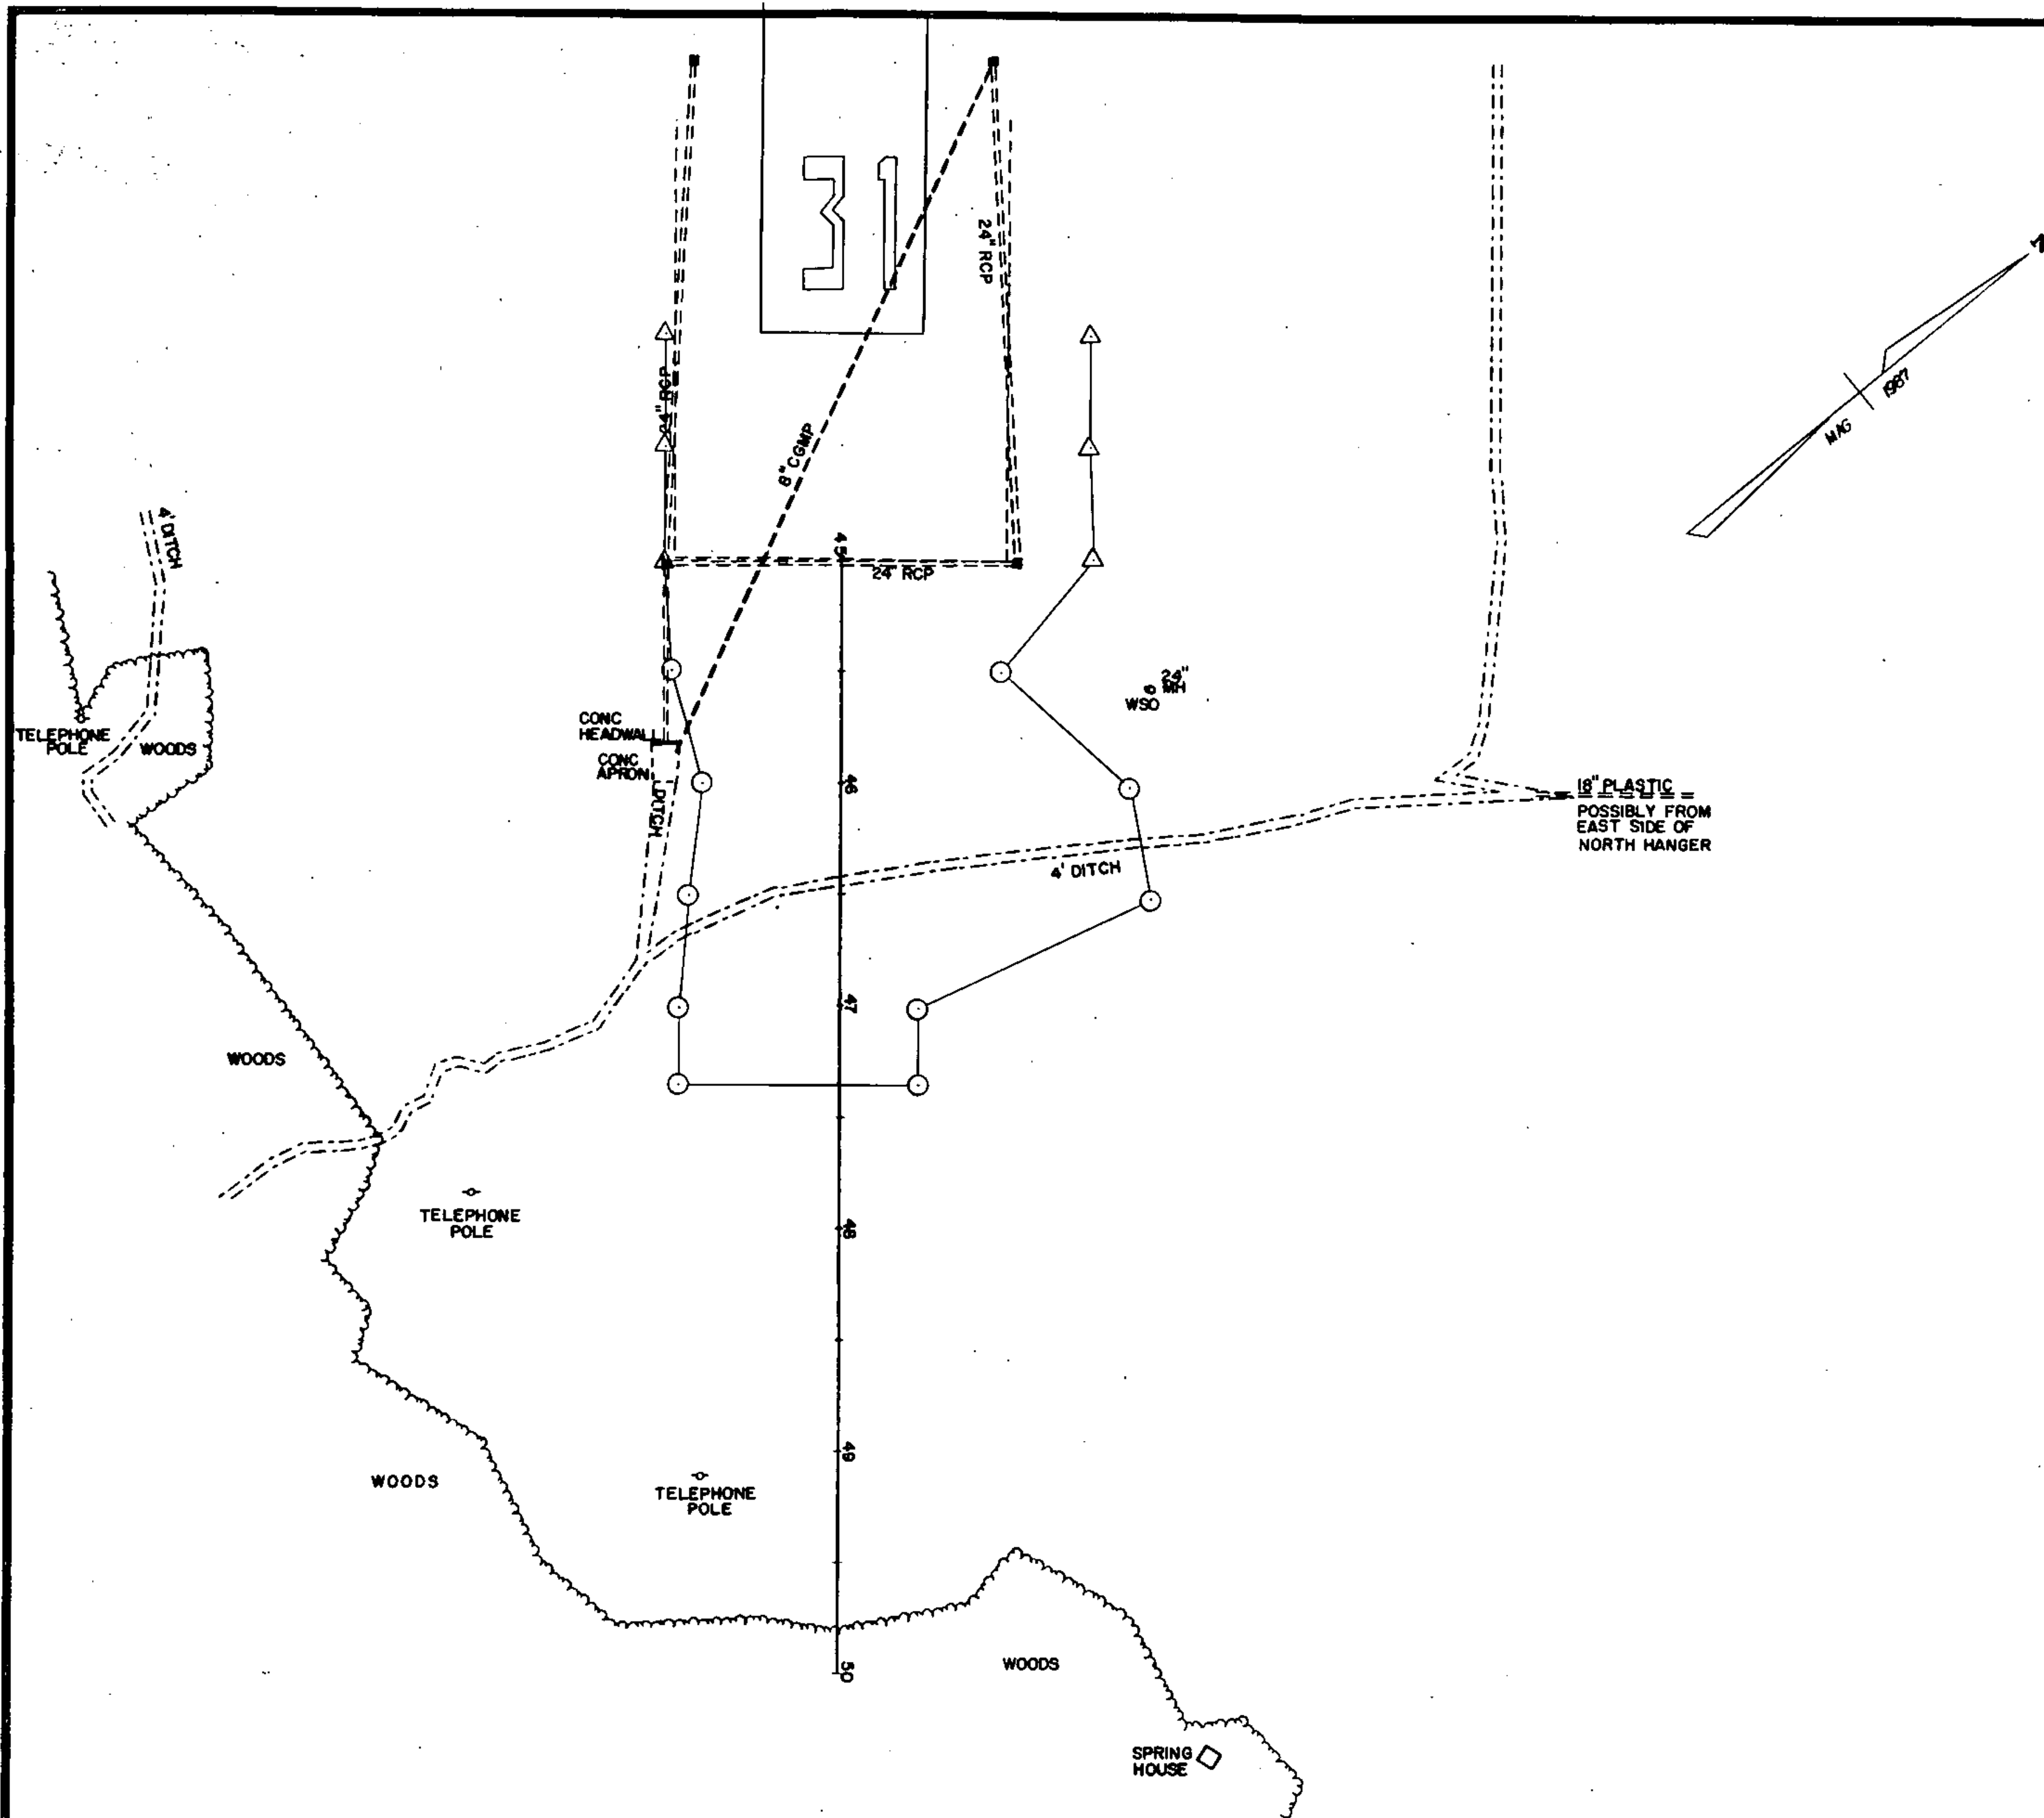 31
24" RCP
1987
MAG
24" RCP
8" CGMP
4' DITCH
45
24" RCP
24"
MH
WSO
CONC
HEADWALL
TELEPHONE
POLE
WOODS
CONC
APRON
DITCH
46
18" PLASTIC
POSSIBLY FROM
EAST SIDE OF
NORTH HANGER
4' DITCH
47
WOODS
TELEPHONE
POLE
48
49
WOODS
TELEPHONE
POLE
WOODS
50
SPRING
HOUSE